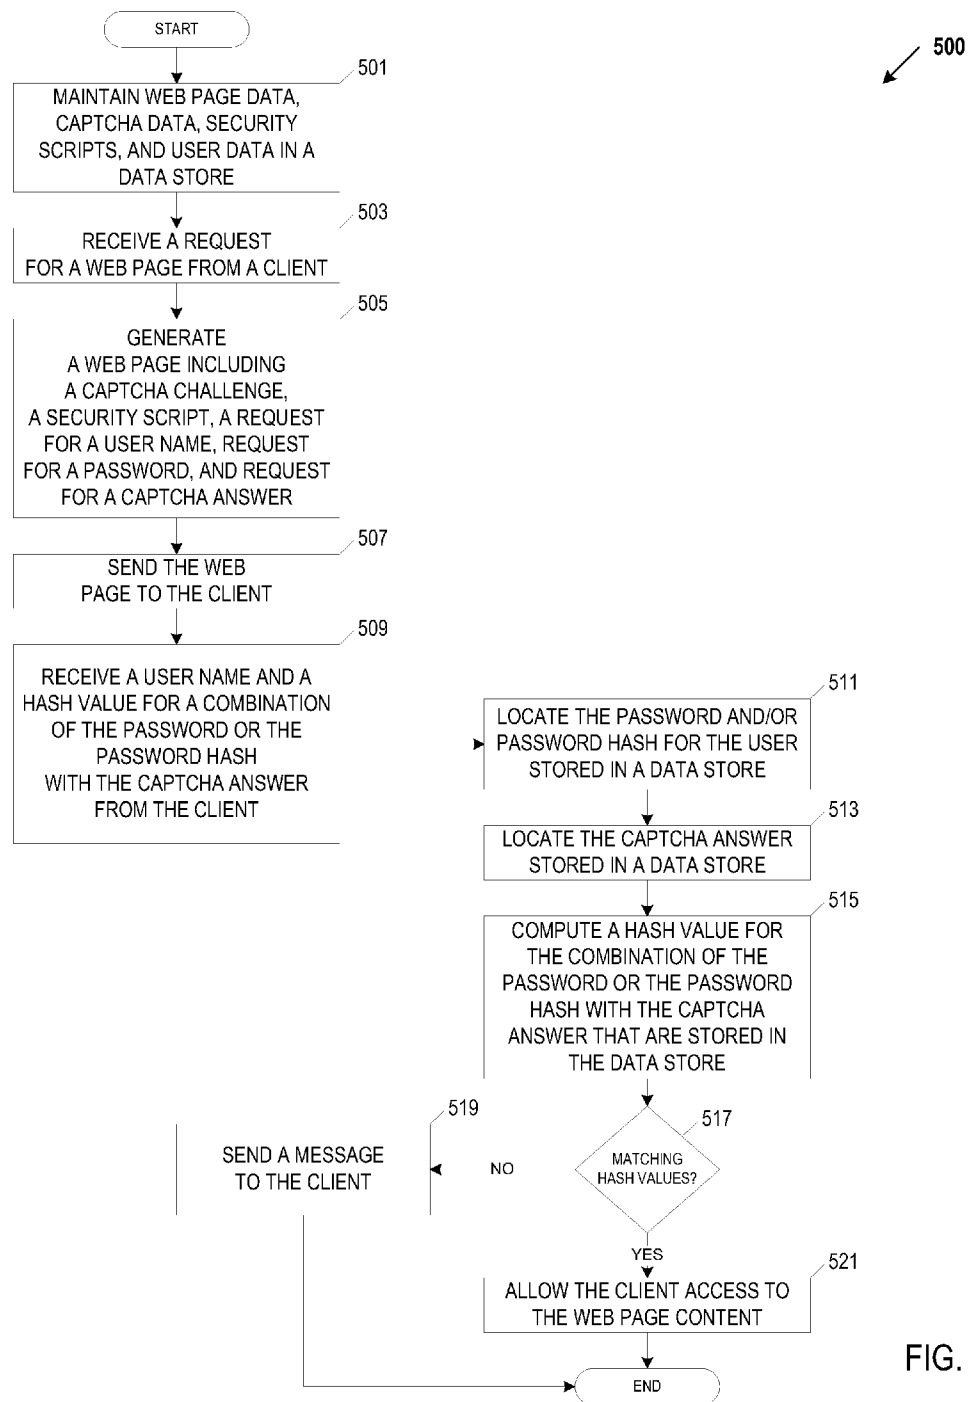 START
500
501
MAINTAIN WEB PAGE DATA,
CAPTCHA DATA, SECURITY
SCRIPTS, AND USER DATA IN A
DATA STORE
503
RECEIVE A REQUEST
FOR A WEB PAGE FROM A CLIENT
505
GENERATE
A WEB PAGE INCLUDING
A CAPTCHA CHALLENGE,
A SECURITY SCRIPT, A REQUEST
FOR A USER NAME, REQUEST
FOR A PASSWORD, AND REQUEST
FOR A CAPTCHA ANSWER
507
SEND THE WEB
PAGE TO THE CLIENT
509
RECEIVE A USER NAME AND A
HASH VALUE FOR A COMBINATION
OF THE PASSWORD OR THE
PASSWORD HASH
WITH THE CAPTCHA ANSWER
FROM THE CLIENT
511
LOCATE THE PASSWORD AND/OR
PASSWORD HASH FOR THE USER
STORED IN A DATA STORE
513
LOCATE THE CAPTCHA ANSWER
STORED IN A DATA STORE
515
COMPUTE A HASH VALUE FOR
THE COMBINATION OF THE
PASSWORD OR THE PASSWORD
HASH WITH THE CAPTCHA
ANSWER THAT ARE STORED IN
THE DATA STORE
517
MATCHING
HASH VALUES?
NO
519
SEND A MESSAGE
TO THE CLIENT
YES
521
ALLOW THE CLIENT ACCESS TO
THE WEB PAGE CONTENT
END
FIG.